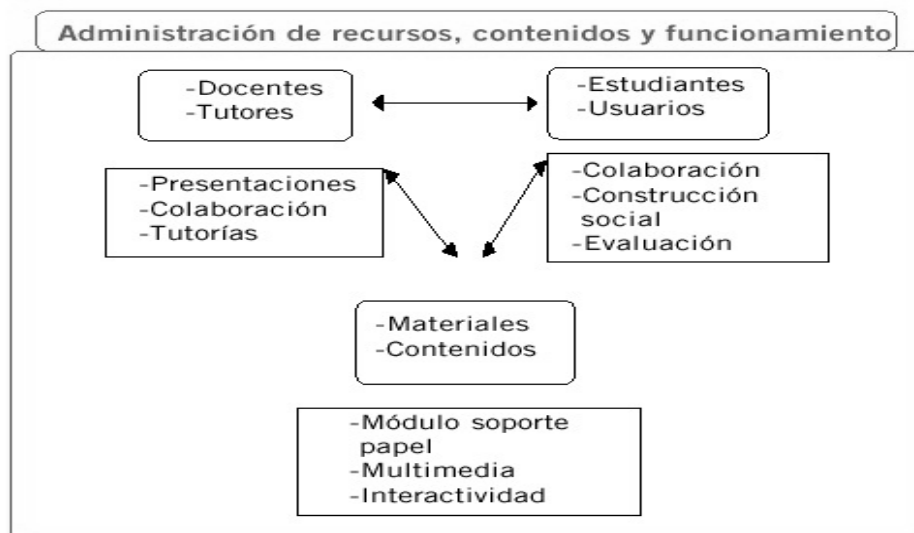 Administración de recursos, contenidos y funcionamiento
-Docentes
-Tutores
-Estudiantes
-Usuarios
-Presentaciones
-Colaboración
-Tutorías
-Colaboración
-Construcción
social
-Evaluación
-Materiales
-Contenidos
-Módulo soporte
papel
-Multimedia
-Interactividad